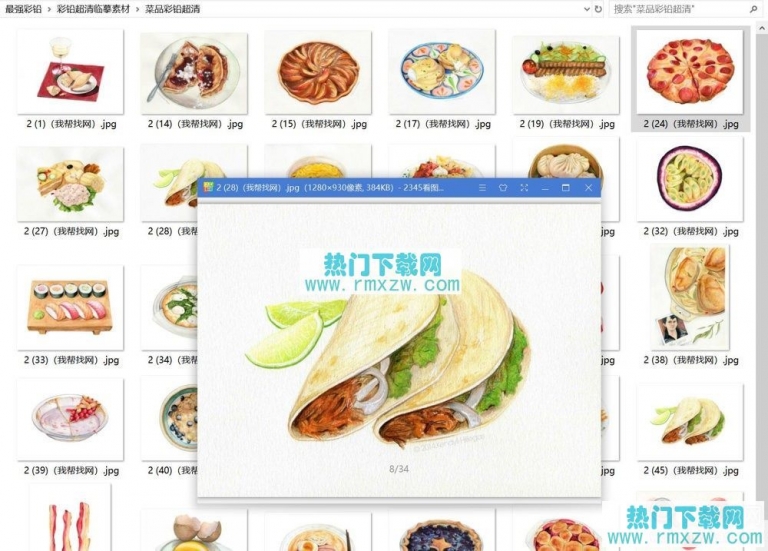 最强彩铅 › 彩铅超清临摹素材 › 菜品彩铅超清
搜索"菜品彩铅超清"
2 (1)（我帮找网）.jpg
2 (14)（我帮找网）.jpg
2 (15)（我帮找网）.jpg
2 (17)（我帮找网）.jpg
2 (19)（我帮找网）.jpg
2 (24)（我帮找网）.jpg
2 (27)（我帮找网）.jpg
2 (28)（我
2 (32)（我帮找网）.jpg
2 (28)（我帮找网）.jpg（1280×930像素, 384KB）- 2345看图...
热门下载网
www.rmxzw.com
8/34
2 (33)（我帮找网）.jpg
2 (34)（我
2 (38)（我帮找网）.jpg
2 (39)（我帮找网）.jpg
2 (40)（我
2 (45)（我帮找网）.jpg
热门下载网
www.rmxzw.com